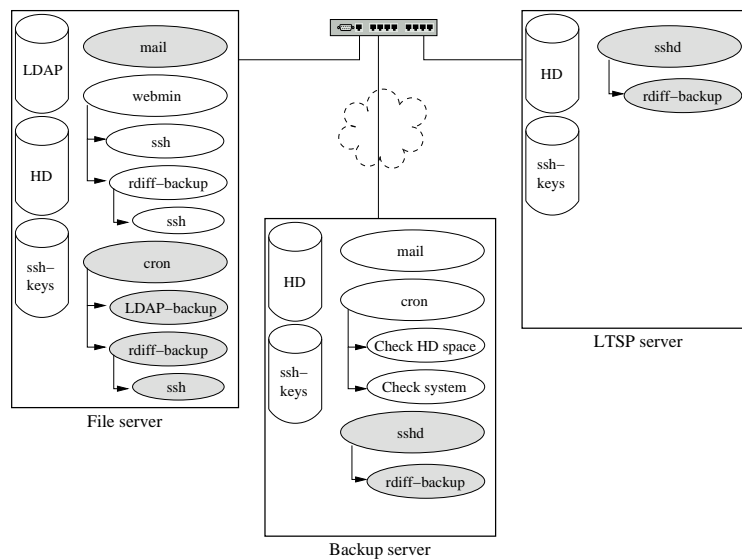 LDAP
HD
ssh–
keys
mail
webmin
ssh
rdiff–backup
ssh
cron
LDAP–backup
rdiff–backup
ssh
File server
HD
ssh–
keys
mail
cron
Check HD space
Check system
sshd
rdiff–backup
Backup server
HD
ssh–
keys
sshd
rdiff–backup
LTSP server